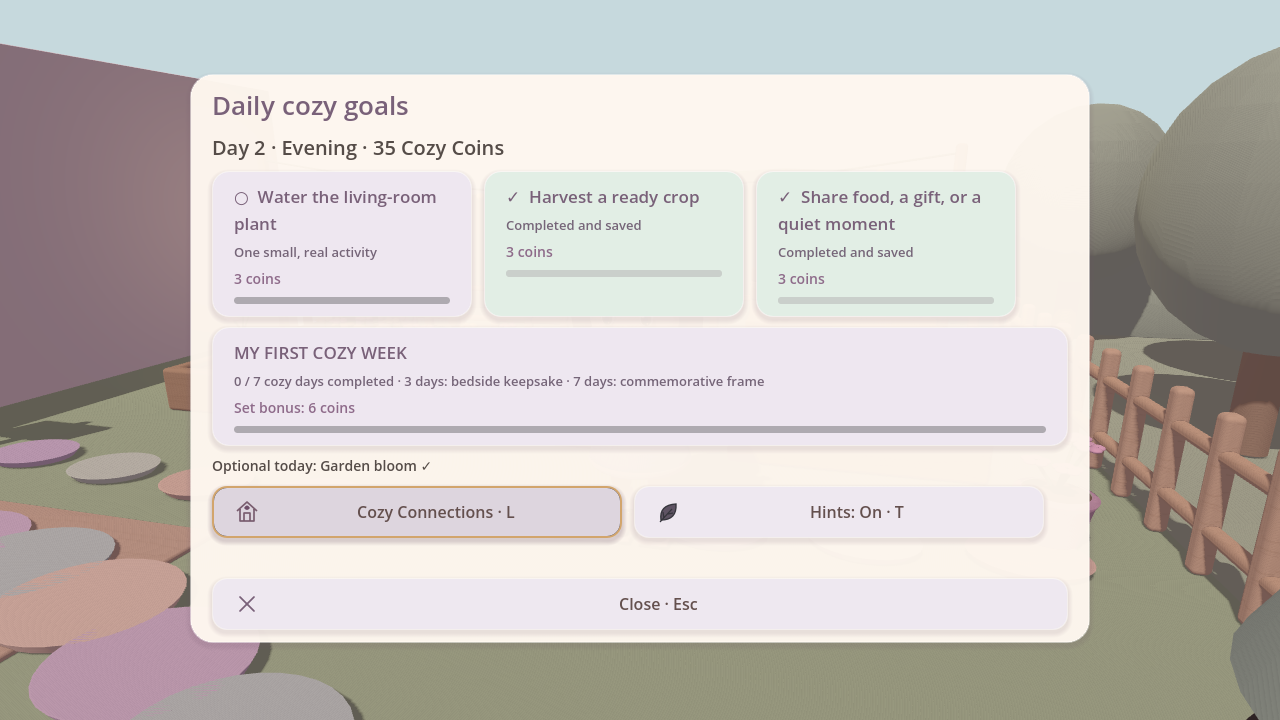 Daily cozy goals
Day 2 · Evening · 35 Cozy Coins
○ Water the living-room
plant
One small, real activity
3 coins
✓ Harvest a ready crop
Completed and saved
3 coins
✓ Share food, a gift, or a
quiet moment
Completed and saved
3 coins
MY FIRST COZY WEEK
0 / 7 cozy days completed · 3 days: bedside keepsake · 7 days: commemorative frame
Set bonus: 6 coins
Optional today: Garden bloom ✓
Cozy Connections · L
Hints: On · T
Close · Esc